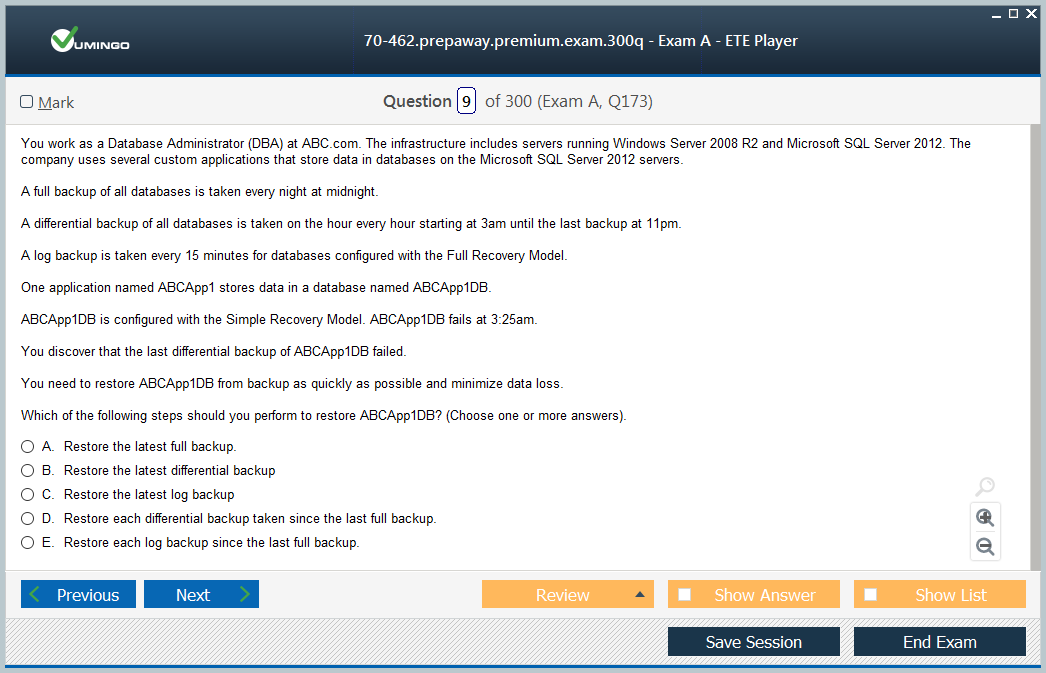 VUMINGO
70-462.prepaway.premium.exam.300q - Exam A - ETE Player
Mark
Question 9 of 300 (Exam A, Q173)
You work as a Database Administrator (DBA) at ABC.com. The infrastructure includes servers running Windows Server 2008 R2 and Microsoft SQL Server 2012. The
company uses several custom applications that store data in databases on the Microsoft SQL Server 2012 servers.
A full backup of all databases is taken every night at midnight.
A differential backup of all databases is taken on the hour every hour starting at 3am until the last backup at 11pm.
A log backup is taken every 15 minutes for databases configured with the Full Recovery Model.
One application named ABCApp1 stores data in a database named ABCApp1DB.
ABCApp1DB is configured with the Simple Recovery Model. ABCApp1DB fails at 3:25am.
You discover that the last differential backup of ABCApp1DB failed.
You need to restore ABCApp1DB from backup as quickly as possible and minimize data loss.
Which of the following steps should you perform to restore ABCApp1DB? (Choose one or more answers).
A. Restore the latest full backup.
B. Restore the latest differential backup
C. Restore the latest log backup
D. Restore each differential backup taken since the last full backup.
E. Restore each log backup since the last full backup.
Previous
Next
Review
Show Answer
Show List
Save Session
End Exam